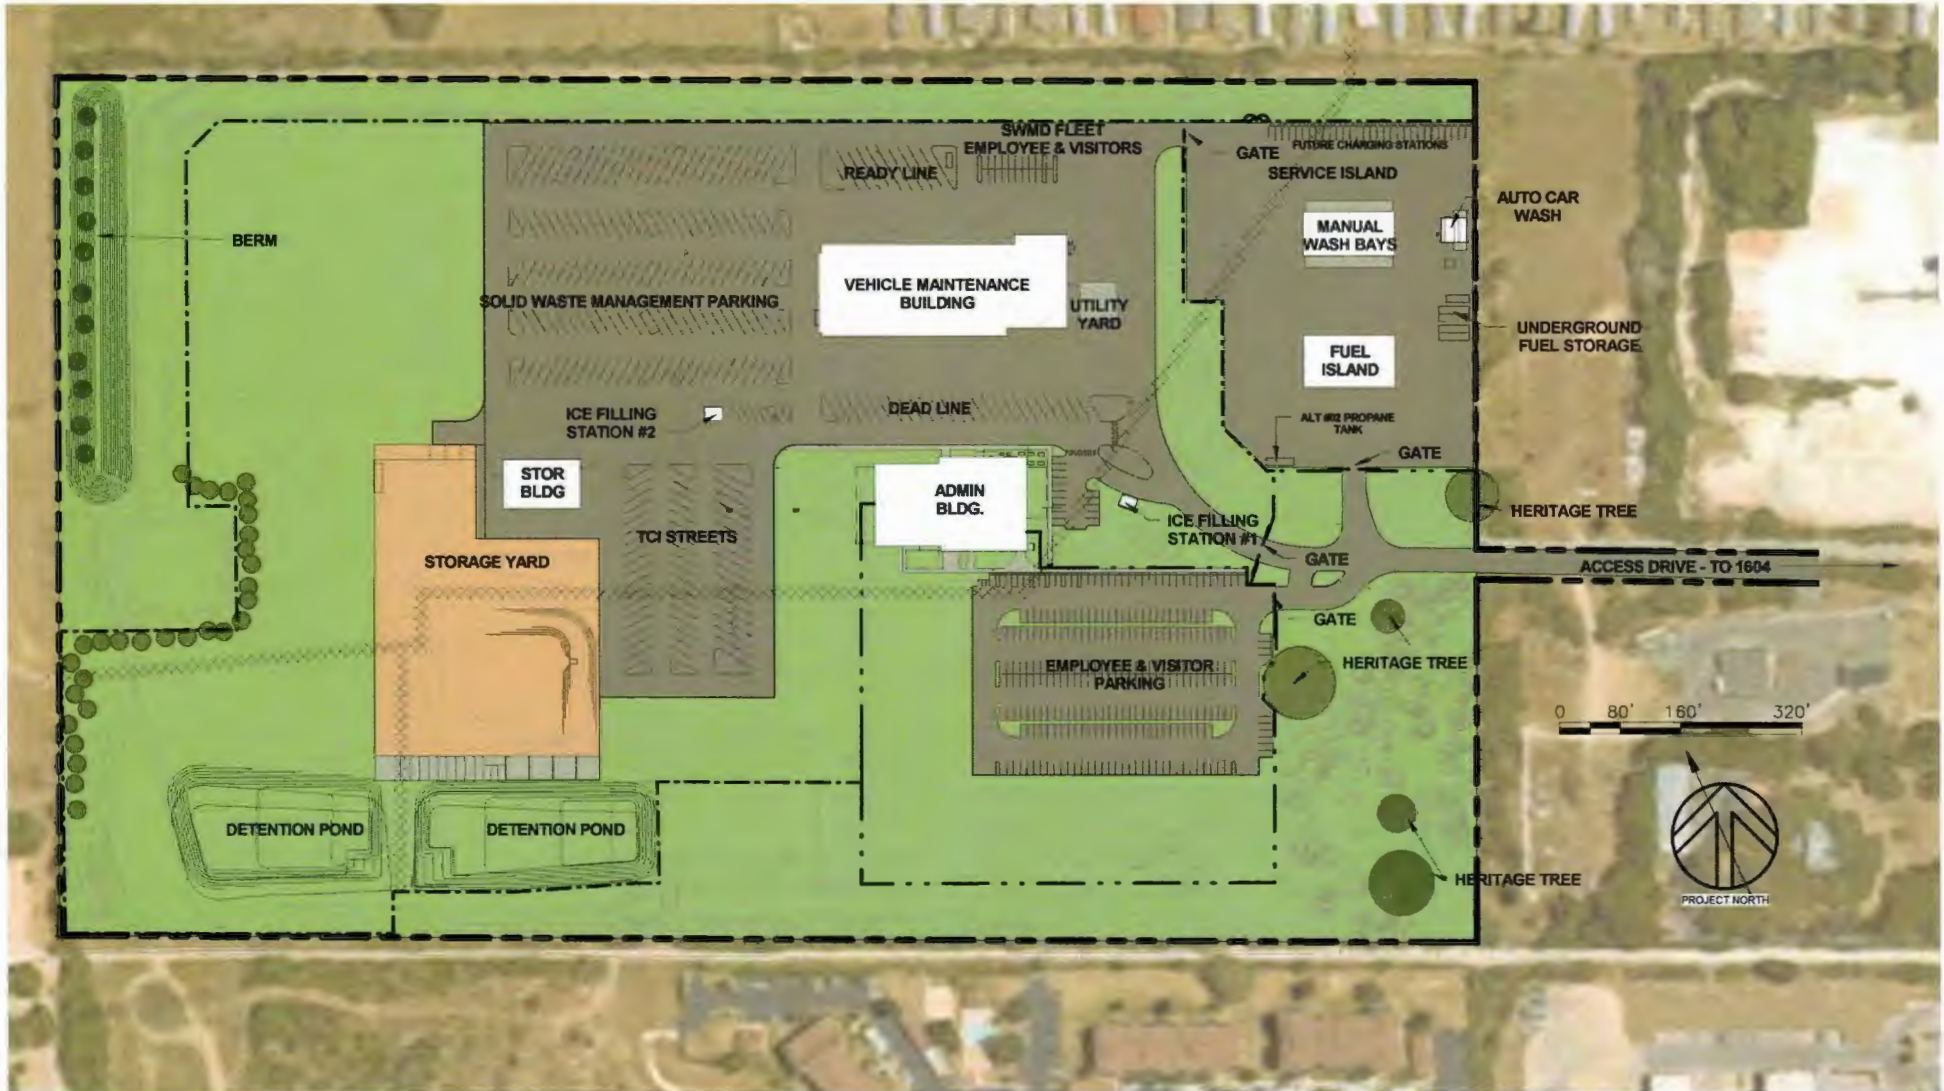 SWMD FLEET
EMPLOYEE & VISITORS
GATE
FUTURE CHARGING STATIONS
READY LINE
SERVICE ISLAND
AUTO CAR
WASH
BERM
MANUAL
WASH BAYS
VEHICLE MAINTENANCE
BUILDING
SOLID WASTE MANAGEMENT PARKING
UTILITY
YARD
UNDERGROUND
FUEL STORAGE
FUEL
ISLAND
ICE FILLING
STATION #2
DEAD LINE
ALT #02 PROPANE
TANK
GATE
STOR
BLDG
ADMIN
BLDG.
HERITAGE TREE
ICE FILLING
STATION #1
TCI STREETS
STORAGE YARD
GATE
ACCESS DRIVE - TO 1604
GATE
EMPLOYEE & VISITOR
PARKING
HERITAGE TREE
0 80' 160' 320'
DETENTION POND
DETENTION POND
HERITAGE TREE
PROJECT NORTH